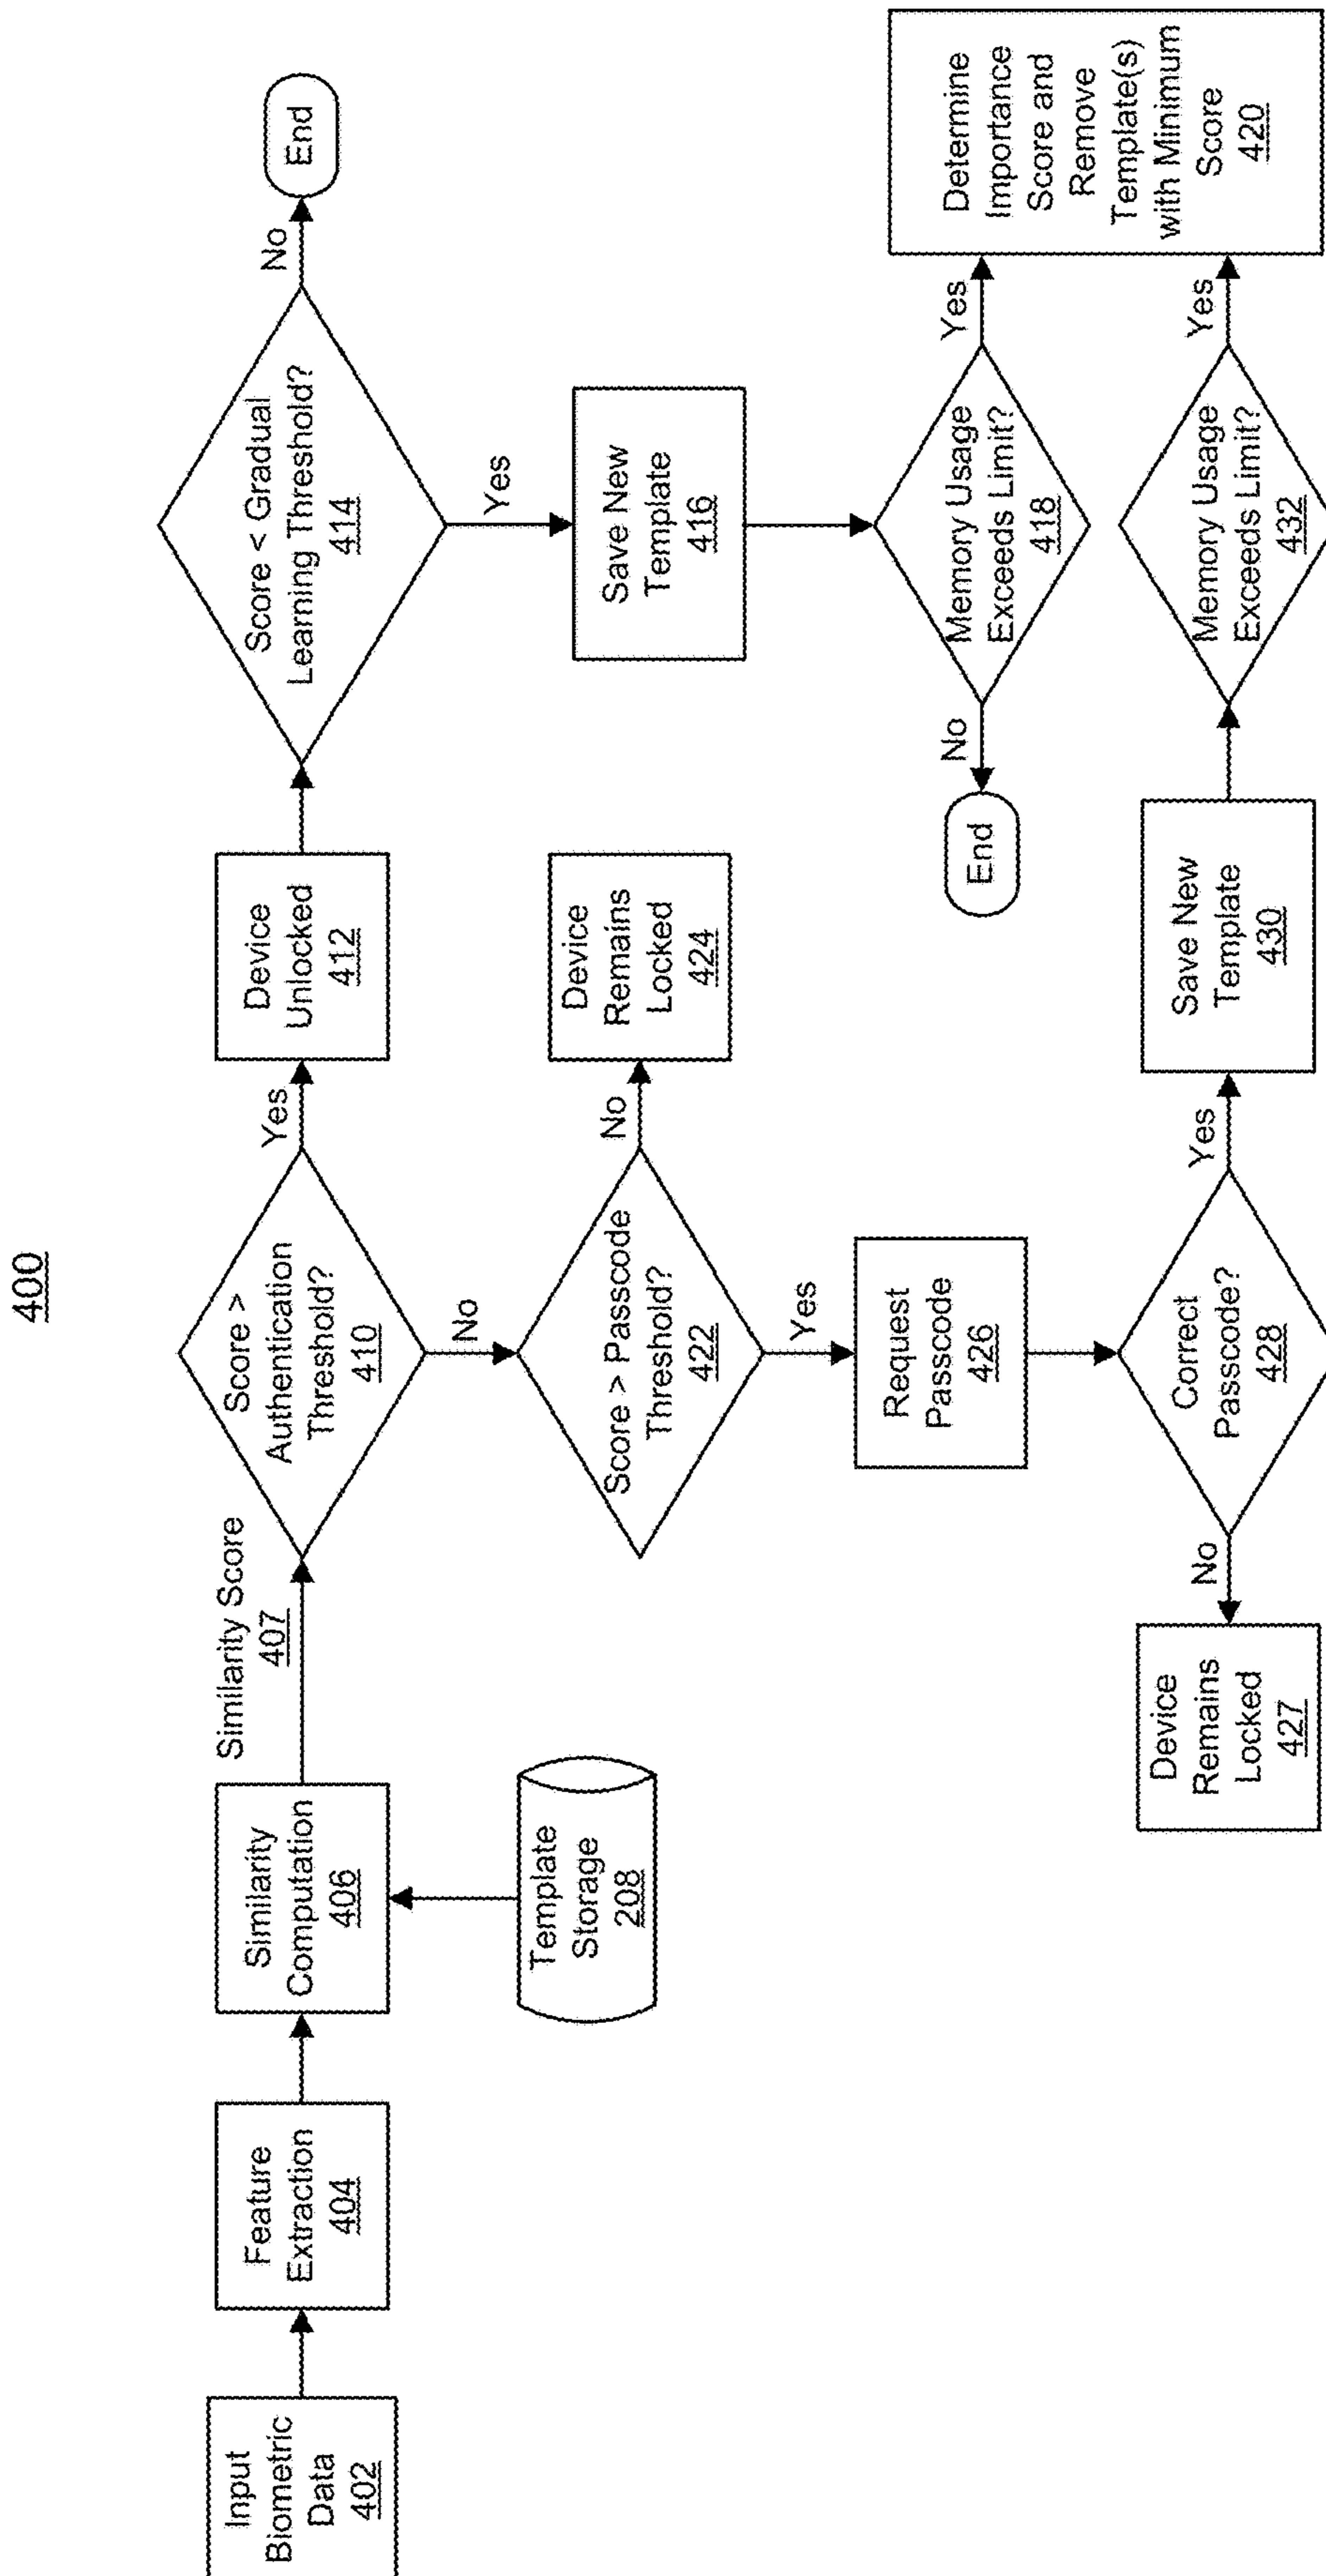 400
Input
Biometric
Data
402
Feature
Extraction
404
Similarity
Computation
406
Template
Storage
208
Similarity Score
407
Score >
Authentication
Threshold?
410
Yes
No
Device
Unlocked
412
Score < Gradual
Learning Threshold?
414
No
End
Yes
Save New
Template
416
Score > Passcode
Threshold?
422
No
Device
Remains
Locked
424
Yes
Request
Passcode
426
Memory Usage
Exceeds Limit?
418
No
End
Yes
Determine
Importance
Score and
Remove
Template(s)
with Minimum
Score
420
Correct
Passcode?
428
No
Device
Remains
Locked
427
Yes
Save New
Template
430
Memory Usage
Exceeds Limit?
432
Yes